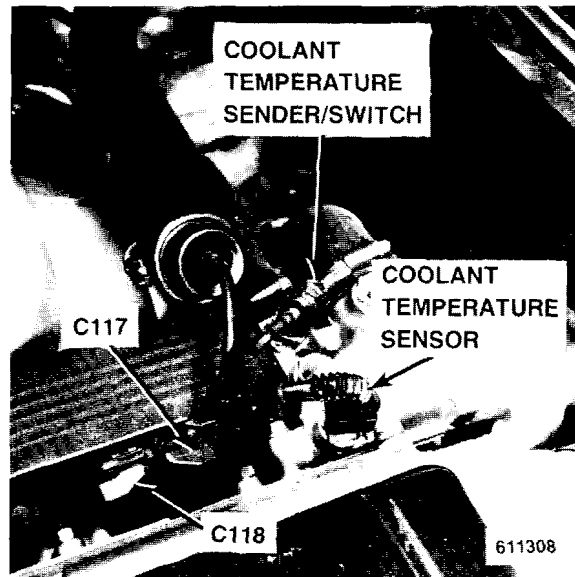 COOLANT
TEMPERATURE
SENDER/SWITCH
COOLANT
TEMPERATURE
SENSOR
C117
C118
611308